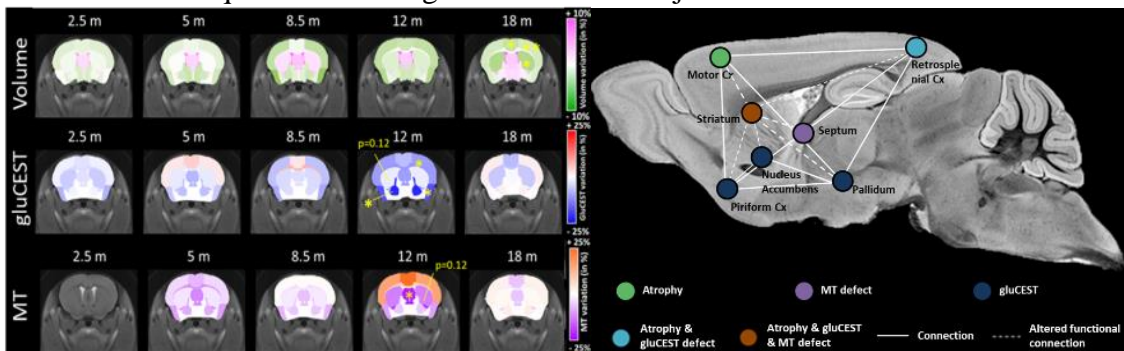 2.5 m
5 m
8.5 m
12 m
18 m
Volume
+ 10%
Volume variation (in %)
- 10%
+ 25%
p=0.12
12 m
2.5 m
5 m
8.5 m
18 m
gluCEST
GluCEST variation (in %)
- 25%
+ 25%
2.5 m
5 m
8.5 m
12 m
p=0.12
18 m
MT
MT variation (in %)
- 25%
Motor Cx
Retrosple
nial Cx
Striatum
Septum
Nucleus
Accumbens
Pallidum
Piriform Cx
Atrophy
MT defect
gluCEST
Atrophy &
gluCEST defect
Atrophy & gluCEST
& MT defect
Connection
Altered functional
connection